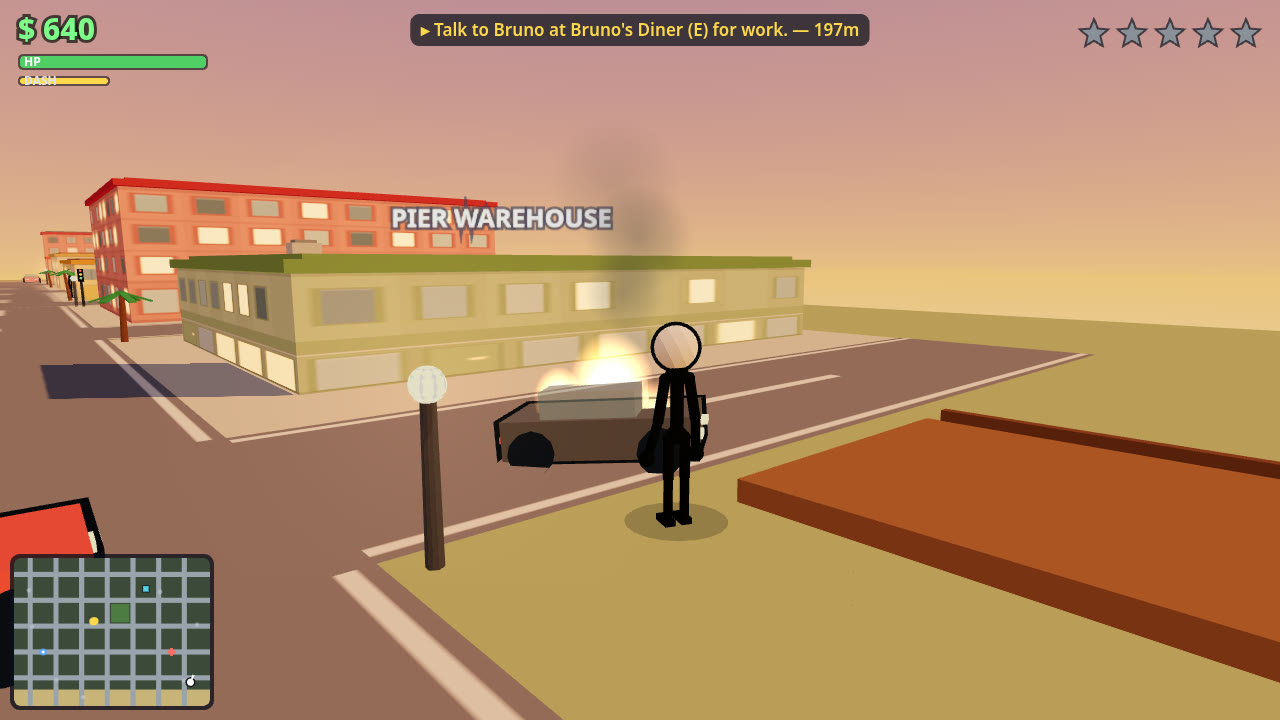 $ 640
▸ Talk to Bruno at Bruno's Diner (E) for work. — 197m
HP
DASH
PIER WAREHOUSE